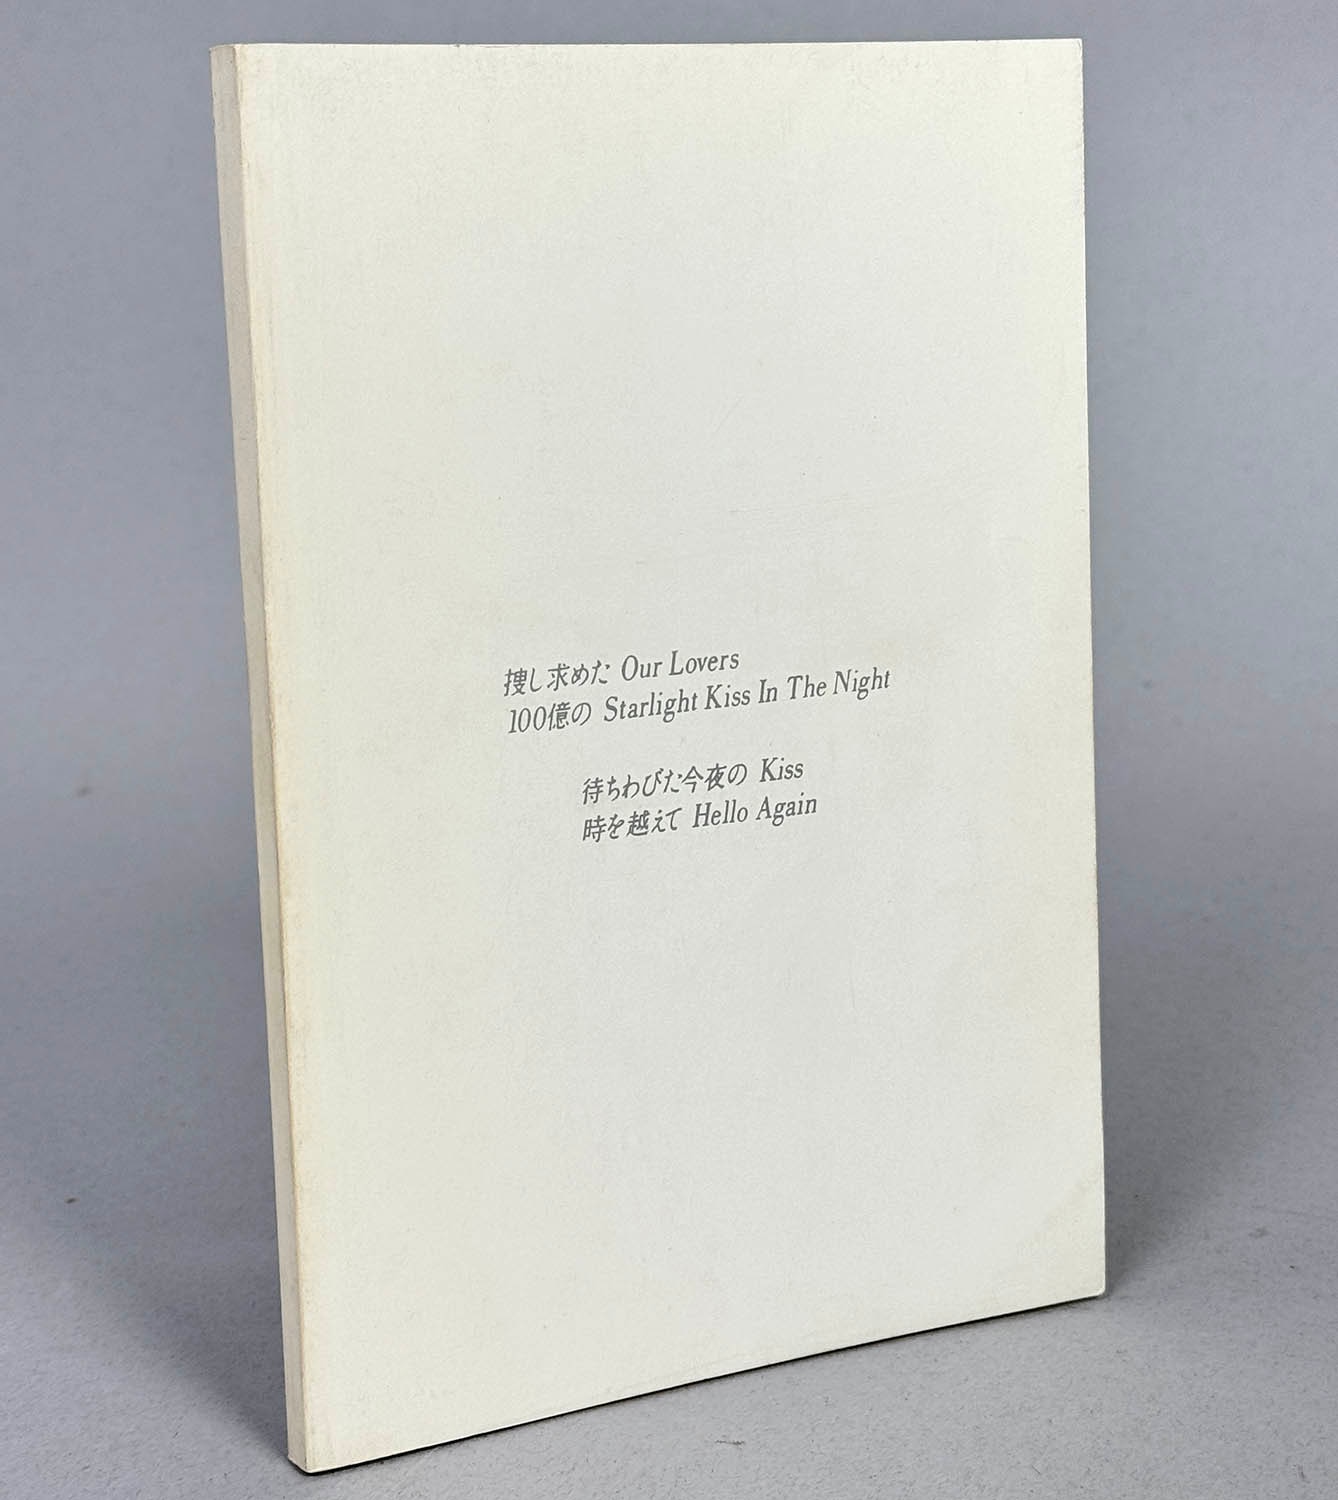 捜し求めた Our Lovers
100億の Starlight Kiss In The Night
待ちわびた今夜の Kiss
時を越えて Hello Again